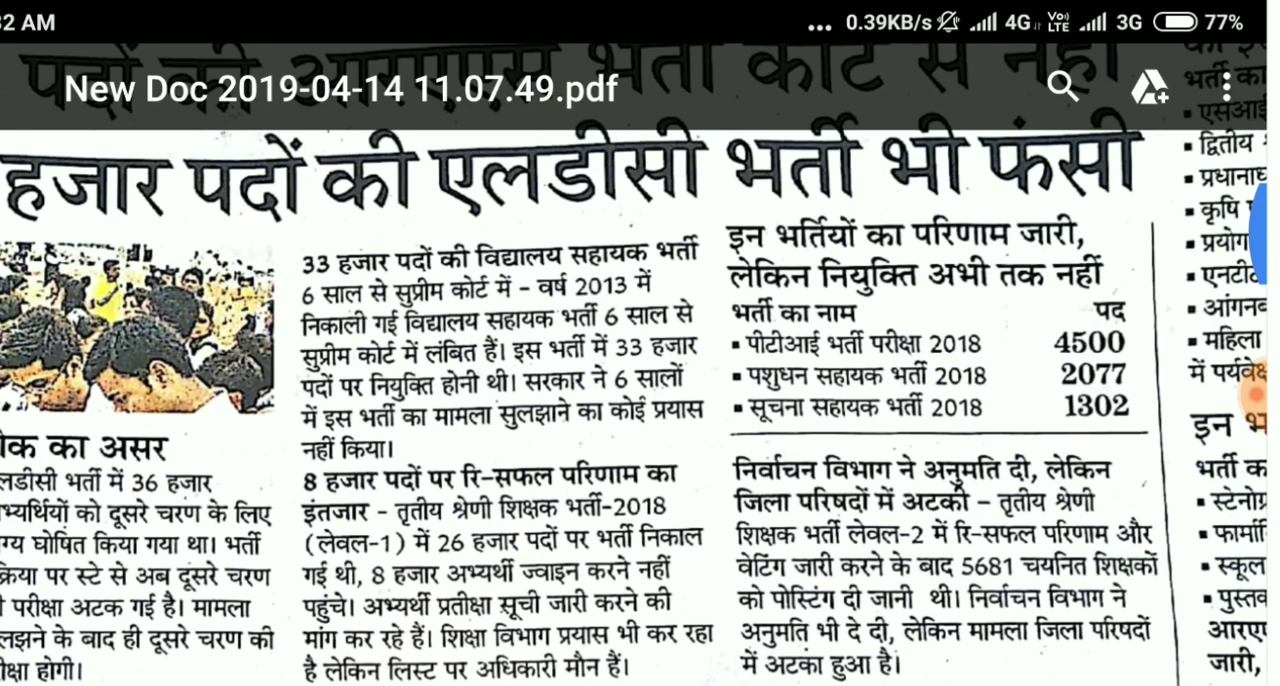 32 AM
... 0.39KB/s 4G VoLTE 3G 77%
New Doc 2019-04-14 11.07.49.pdf
पदों की आरएएस भर्ती कोर्ट से नहीं
हजार पदों की एलडीसी भर्ती भी फंसी
ोक का असर
लडीसी भर्ती में 36 हजार
भ्यर्थियों को दूसरे चरण के लिए
ग्य घोषित किया गया था। भर्ती
क्रिया पर स्टे से अब दूसरे चरण
ी परीक्षा अटक गई है। मामला
लझने के बाद ही दूसरे चरण की
ीक्षा होगी।
33 हजार पदों की विद्यालय सहायक भर्ती
6 साल से सुप्रीम कोर्ट में - वर्ष 2013 में
निकाली गई विद्यालय सहायक भर्ती 6 साल से
सुप्रीम कोर्ट में लंबित हैं। इस भर्ती में 33 हजार
पदों पर नियुक्ति होनी थी। सरकार ने 6 सालों
में इस भर्ती का मामला सुलझाने का कोई प्रयास
नहीं किया।
8 हजार पदों पर रि-सफल परिणाम का
इंतजार - तृतीय श्रेणी शिक्षक भर्ती-2018
(लेवल-1) में 26 हजार पदों पर भर्ती निकाल
गई थी, 8 हजार अभ्यर्थी ज्वाइन करने नहीं
पहुंचे। अभ्यर्थी प्रतीक्षा सूची जारी करने की
मांग कर रहे हैं। शिक्षा विभाग प्रयास भी कर रहा
है लेकिन लिस्ट पर अधिकारी मौन हैं।
इन भर्तियों का परिणाम जारी,
लेकिन नियुक्ति अभी तक नहीं
भर्ती का नाम पद
▪ पीटीआई भर्ती परीक्षा 2018 4500
▪ पशुधन सहायक भर्ती 2018 2077
▪ सूचना सहायक भर्ती 2018 1302
निर्वाचन विभाग ने अनुमति दी, लेकिन
जिला परिषदों में अटकी - तृतीय श्रेणी
शिक्षक भर्ती लेवल-2 में रि-सफल परिणाम और
वेटिंग जारी करने के बाद 5681 चयनित शिक्षकों
को पोस्टिंग दी जानी थी। निर्वाचन विभाग ने
अनुमति भी दे दी, लेकिन मामला जिला परिषदों
में अटका हुआ है।
भर्ती का
▪ एसआई
▪ द्वितीय
▪ प्रधानाध
▪ कृषि
▪ प्रयोग
▪ एनटीट
▪ आंगनब
▪ महिला
में पर्यवेक्ष
इन भ
भर्ती क
▪ स्टेनोग्र
▪ फार्मा
▪ स्कूल
▪ पुस्तक
आरए
जारी,